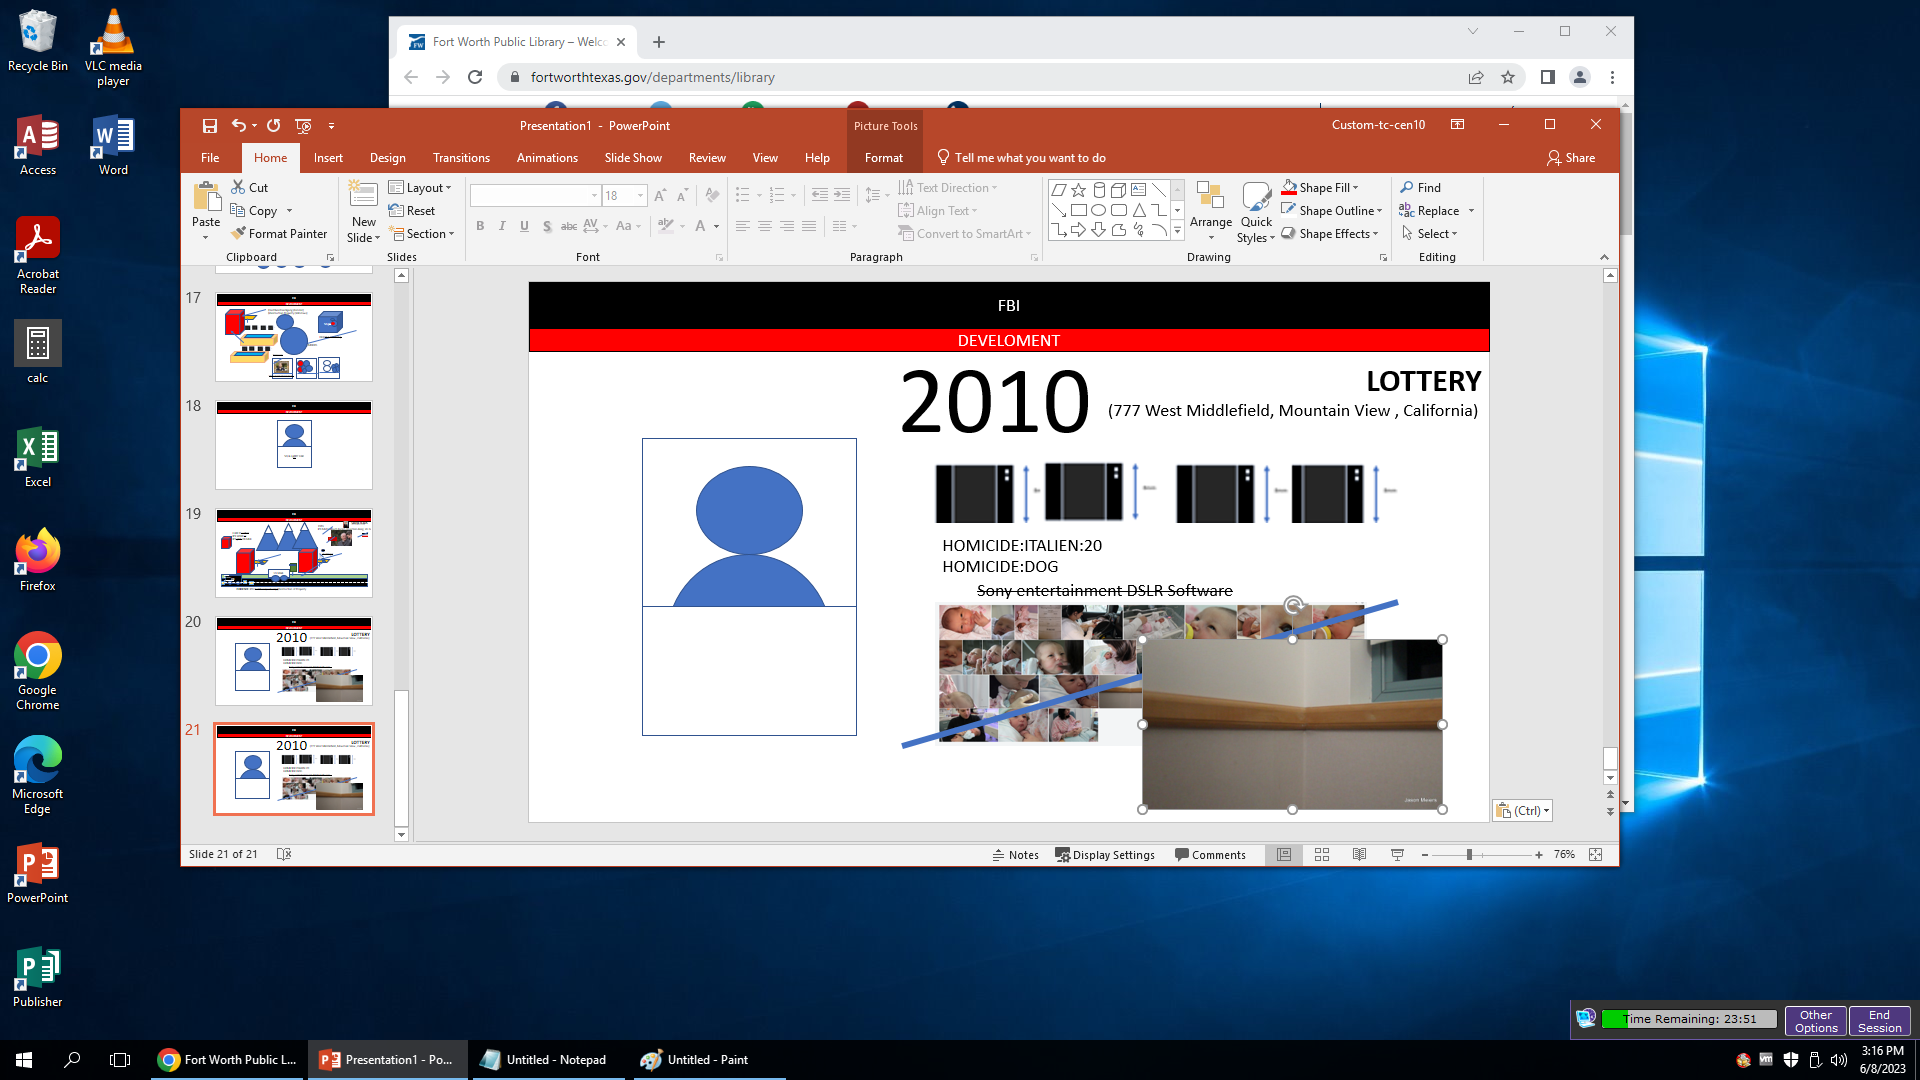 Recycle Bin
VLC media
player
Access
Word
Acrobat
Reader
calc
Excel
Firefox
Google
Chrome
Microsoft
Edge
PowerPoint
Publisher
Fort Worth Public Library – Welc
fortworthtexas.gov/departments/library
Presentation1 - PowerPoint
Picture Tools
Custom-tc-cen10
File
Home
Insert
Design
Transitions
Animations
Slide Show
Review
View
Help
Format
Tell me what you want to do
Share
Paste
Cut
Copy
Format Painter
Clipboard
New
Slide
Layout
Reset
Section
Slides
18
B I U S abc AV Aa
A
Font
Text Direction
Align Text
Convert to SmartArt
Paragraph
Arrange
Quick
Styles
Shape Fill
Shape Outline
Shape Effects
Drawing
Find
Replace
Select
Editing
17
18
19
20
2010
21
2010
FBI
DEVELOMENT
2010
LOTTERY
(777 West Middlefield, Mountain View , California)
HOMICIDE:ITALIEN:20
HOMICIDE:DOG
Sony entertainment DSLR Software
Jason Meiers
(Ctrl)
Slide 21 of 21
Notes
Display Settings
Comments
76%
Time Remaining: 23:51
Other
Options
End
Session
Fort Worth Public L...
Presentation1 - Po...
Untitled - Notepad
Untitled - Paint
3:16 PM
6/8/2023